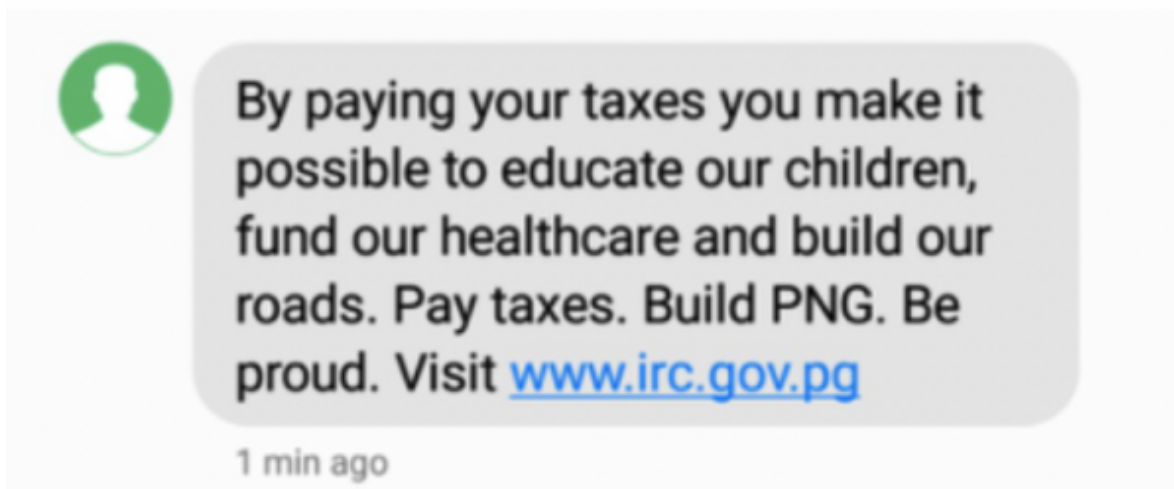 By paying your taxes you make it
possible to educate our children,
fund our healthcare and build our
roads. Pay taxes. Build PNG. Be
proud. Visit www.irc.gov.pg
1 min ago